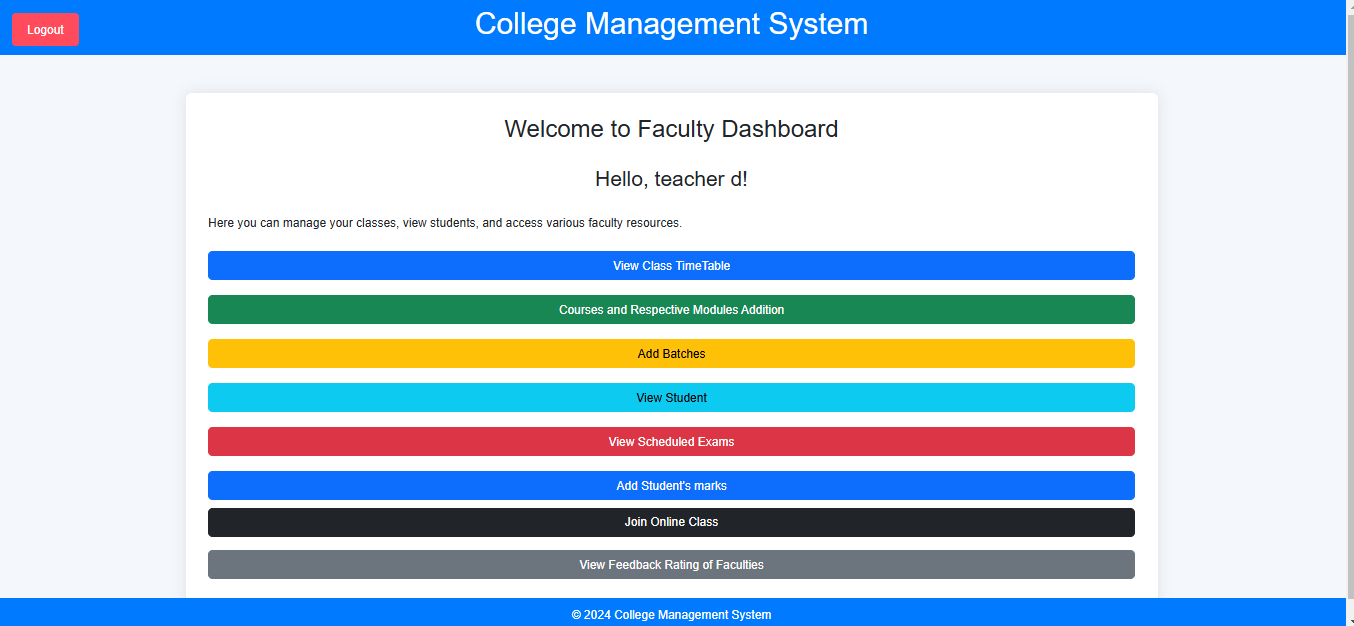 Logout
College Management System
Welcome to Faculty Dashboard
Hello, teacher d!
Here you can manage your classes, view students, and access various faculty resources.
View Class TimeTable
Courses and Respective Modules Addition
Add Batches
View Student
View Scheduled Exams
Add Student's marks
Join Online Class
View Feedback Rating of Faculties
© 2024 College Management System